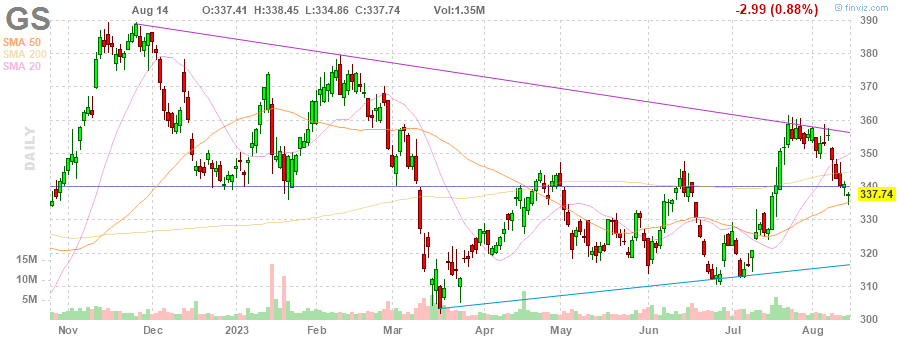 GS Aug 14 O:337.41 H:338.45 L:334.86 C:337.74 Vol:1.35M -2.99 (0.88%) @ finviz.com
SMA 50
SMA 200
SMA 20
DAILY
390
380
370
360
350
340
337.74
330
320
310
300
15M
10M
5M
Nov Dec 2023 Feb Mar Apr May Jun Jul Aug